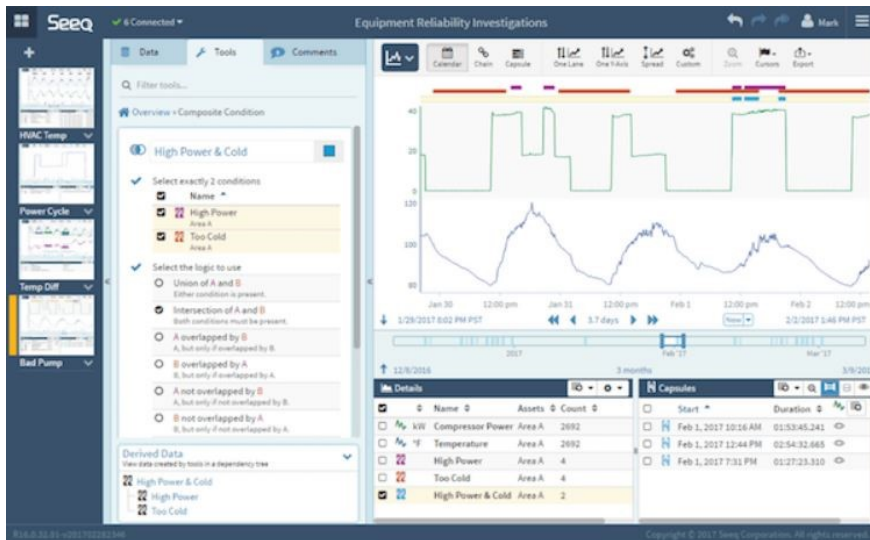 Seeq
6 Connected
Equipment Reliability Investigations
Mark
Data
Tools
Comments
Filter tools...
Overview » Composite Condition
High Power & Cold
Select exactly 2 conditions
Name
High Power
Area A
Too Cold
Area A
Select the logic to use
Union of A and B
Either condition is present.
Intersection of A and B
Both conditions must be present.
A overlapped by B
A, but only if overlapped by B.
B overlapped by A
B, but only if overlapped by A.
A not overlapped by B
A, but only if not overlapped by B.
B not overlapped by A
B, but only if not overlapped by A.
Derived Data
View data created by tools in a dependency tree
High Power & Cold
High Power
Too Cold
HVAC Temp
Power Cycle
Temp Diff
Bad Pump
Calendar
Chain
Capsule
One Lane
One Y-Axis
Spread
Custom
Zoom
Cursors
Export
40
20
0
120
100
80
Jan 30 12:00 pm Jan 31 12:00 pm Feb 1 12:00 pm Feb 2 12:00 pm
1/29/2017 8:02 PM PST
3.7 days
Now
2/2/2017 1:46 PM PST
2017 Feb '17 Mar '17
12/8/2016
3 months
3/9/201
Details
Name Assets Count
kW Compressor Power Area A 2692
°F Temperature Area A 2692
High Power Area A 4
Too Cold Area A 4
High Power & Cold Area A 2
Capsules
Start Duration
Feb 1, 2017 10:16 AM 01:53:45.241
Feb 1, 2017 12:44 PM 02:54:32.665
Feb 1, 2017 7:31 PM 01:27:23.310
Copyright © 2017 Seeq Corporation. All rights reserved.